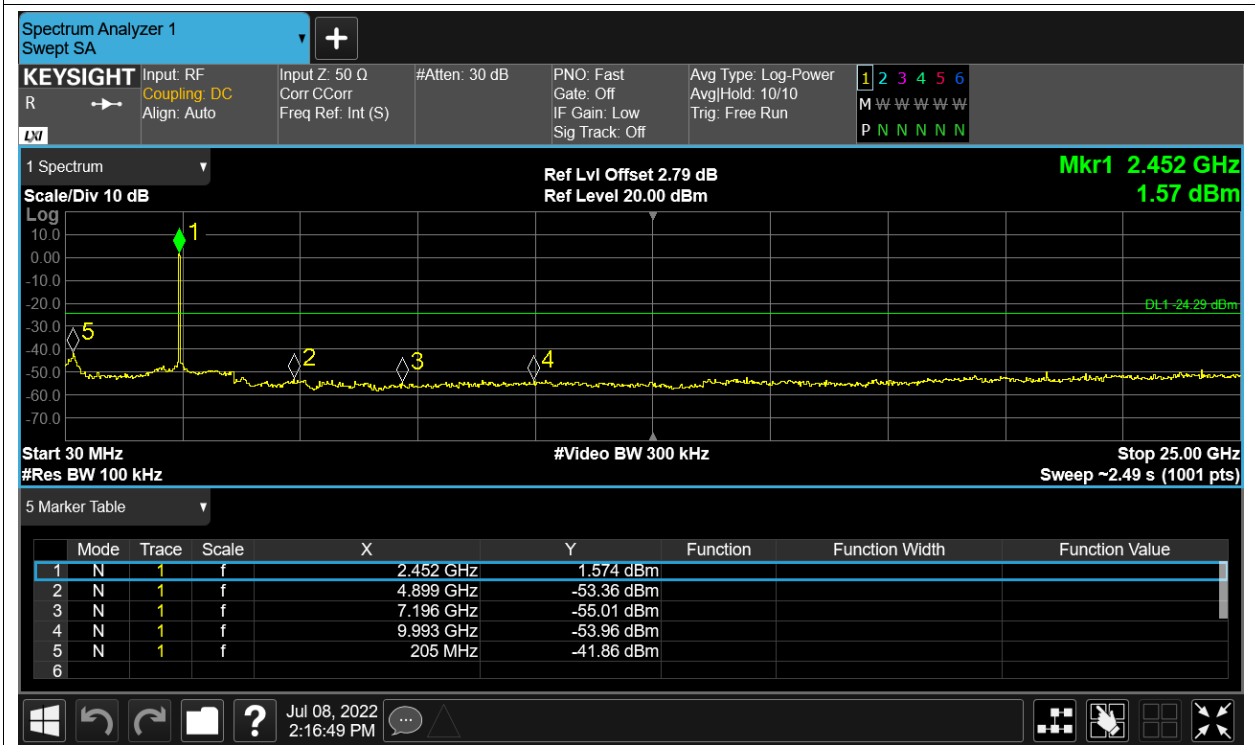 Spectrum Analyzer 1
Swept SA
KEYSIGHT
R
LXI
Input: RF
Coupling: DC
Align: Auto
Input Z: 50 Ω
Corr CCorr
Freq Ref: Int (S)
#Atten: 30 dB
PNO: Fast
Gate: Off
IF Gain: Low
Sig Track: Off
Avg Type: Log-Power
Avg|Hold: 10/10
Trig: Free Run
1 2 3 4 5 6
M W W W W W
P N N N N N
1 Spectrum
Scale/Div 10 dB
Ref Lvl Offset 2.79 dB
Ref Level 20.00 dBm
Mkr1 2.452 GHz
1.57 dBm
Log
10.0
0.00
-10.0
-20.0
-30.0
-40.0
-50.0
-60.0
-70.0
1
DL1 -24.29 dBm
5
2
3
4
Start 30 MHz
#Video BW 300 kHz
Stop 25.00 GHz
#Res BW 100 kHz
Sweep ~2.49 s (1001 pts)
5 Marker Table
Mode Trace Scale X Y Function Function Width Function Value
1 N 1 f 2.452 GHz 1.574 dBm
2 N 1 f 4.899 GHz -53.36 dBm
3 N 1 f 7.196 GHz -55.01 dBm
4 N 1 f 9.993 GHz -53.96 dBm
5 N 1 f 205 MHz -41.86 dBm
6
?
Jul 08, 2022
2:16:49 PM